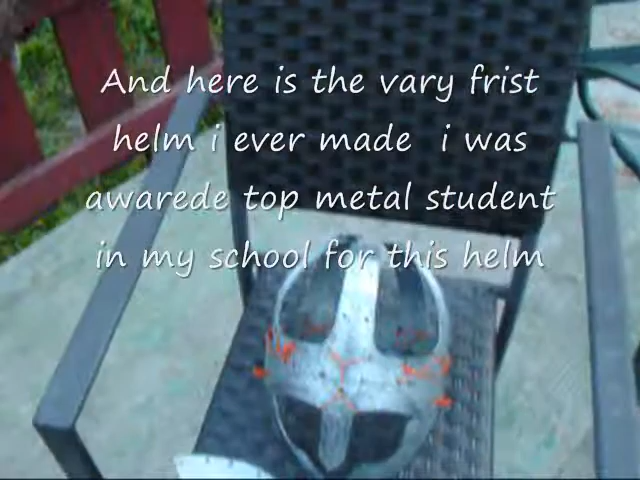 And here is the vary frist
helm i ever made i was
awarede top metal student
in my school for this helm